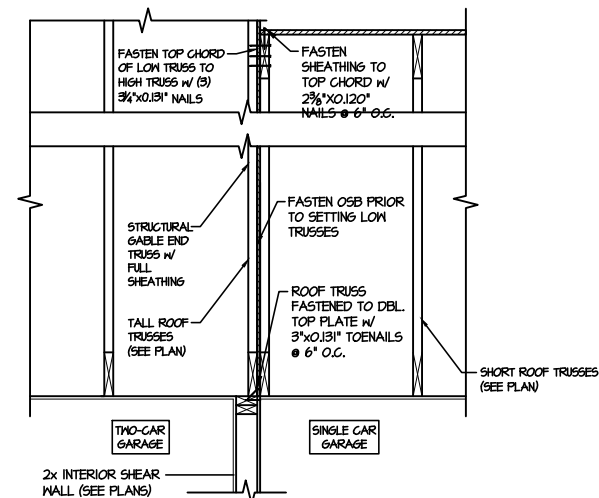 FASTEN TOP CHORD
OF LOW TRUSS TO
HIGH TRUSS W/ (3)
3¼"x0.131" NAILS
FASTEN
SHEATHING TO
TOP CHORD W/
2⅜"X0.120"
NAILS @ 6" O.C.
STRUCTURAL
GABLE END
TRUSS W/
FULL
SHEATHING
FASTEN OSB PRIOR
TO SETTING LOW
TRUSSES
TALL ROOF
TRUSSES
(SEE PLAN)
ROOF TRUSS
FASTENED TO DBL.
TOP PLATE W/
3"x0.131" TOENAILS
@ 6" O.C.
SHORT ROOF TRUSSES
(SEE PLAN)
TWO-CAR
GARAGE
SINGLE CAR
GARAGE
2x INTERIOR SHEAR
WALL (SEE PLANS)